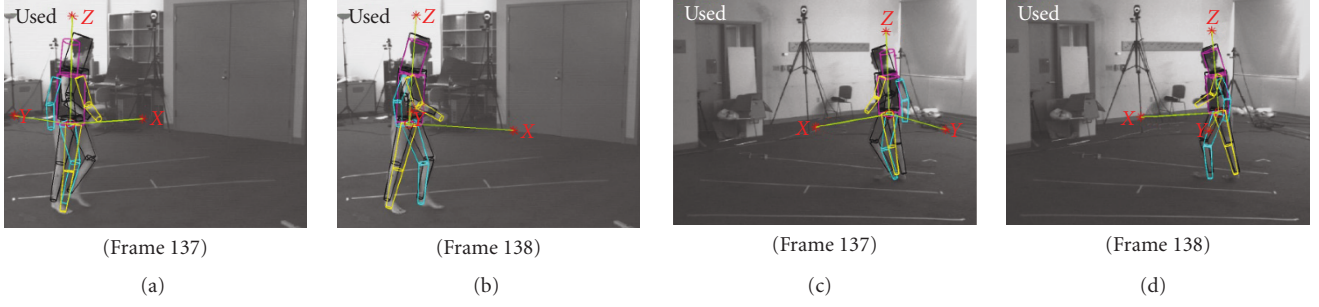 Used
Z
Y
X
(Frame 137)
(a)
Used
Z
Y
X
(Frame 138)
(b)
Used
Z
X
Y
(Frame 137)
(c)
Used
Z
X
Y
(Frame 138)
(d)